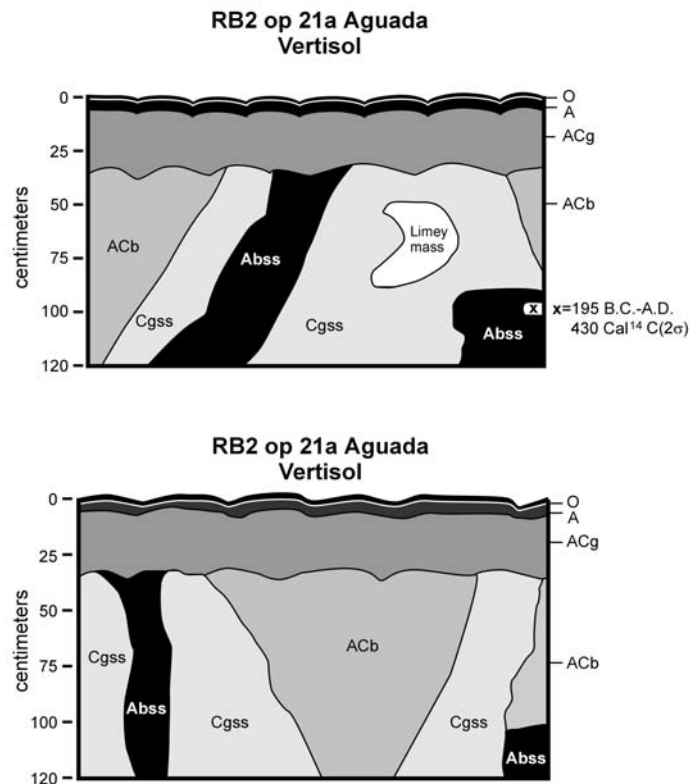 RB2 op 21a Aguada
Vertisol
0
25
50
75
100
120
centimeters
O
A
ACg
ACb
ACb
Cgss
Abss
Cgss
Limey
mass
Abss
x
x=195 B.C.-A.D.
430 Cal¹⁴ C(2σ)
RB2 op 21a Aguada
Vertisol
0
25
50
75
100
120
centimeters
O
A
ACg
ACb
Cgss
Abss
Cgss
ACb
Cgss
Abss